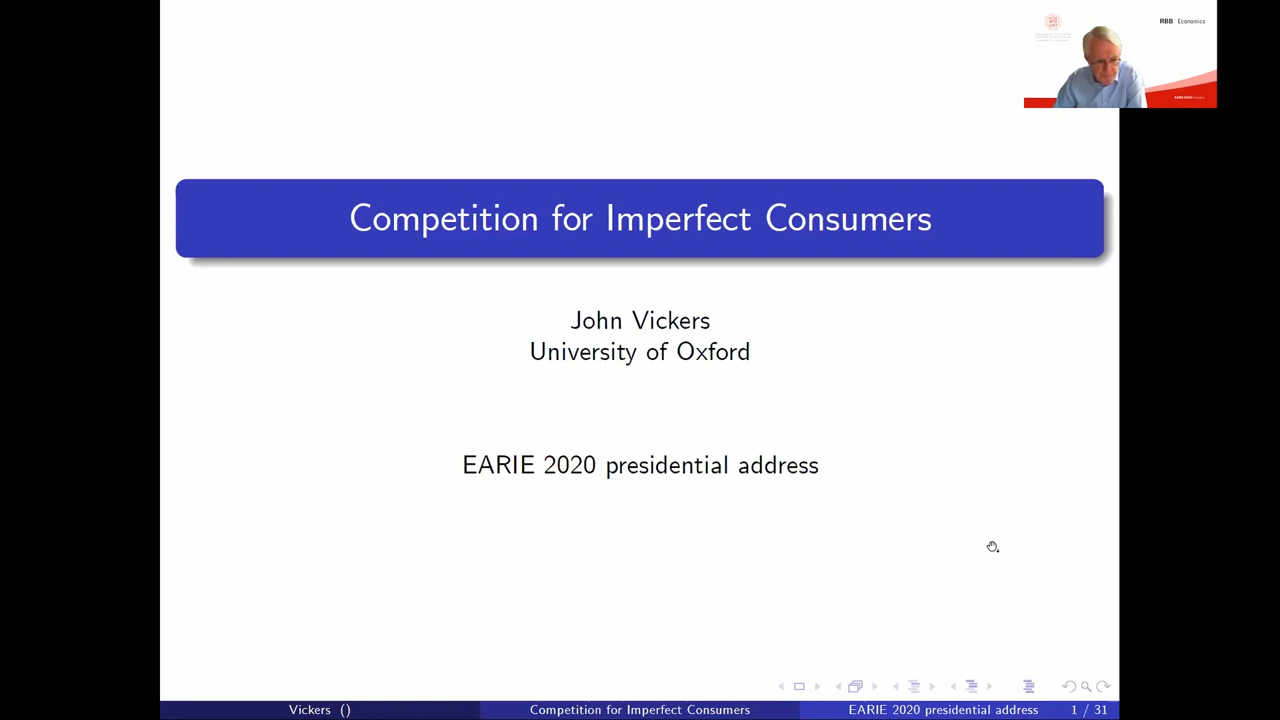 RBB Economics
Competition for Imperfect Consumers
John Vickers
University of Oxford
EARIE 2020 presidential address
Vickers ()
Competition for Imperfect Consumers
EARIE 2020 presidential address
1 / 31